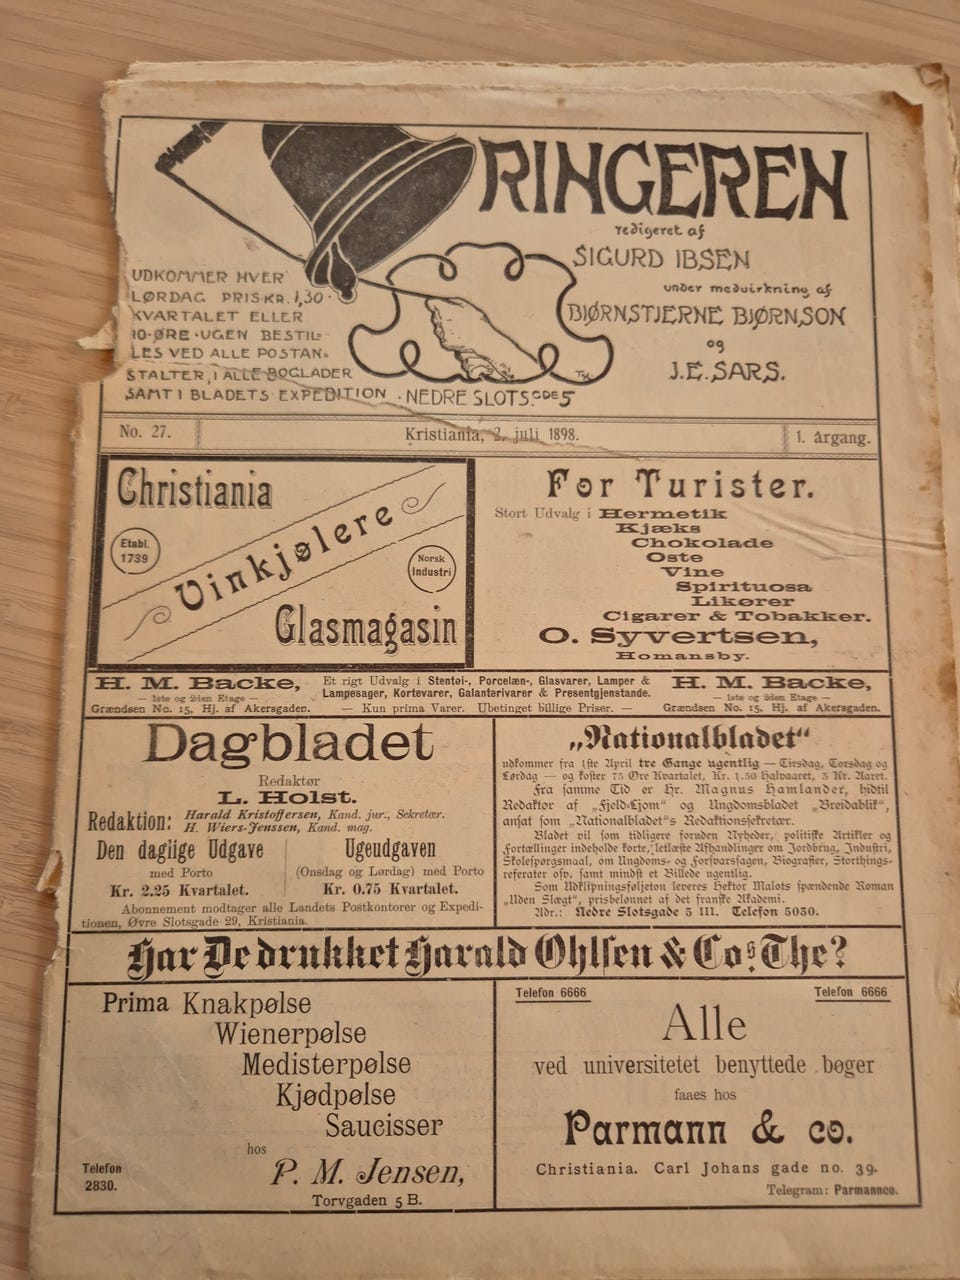 RINGEREN
redigeret af
SIGURD IBSEN
under medvirkning af
BJØRNSTJERNE BJØRNSON
og
J.E. SARS.
UDKOMMER HVER
LØRDAG PRIS·KR. 1,30·
KVARTALET ELLER
10·ØRE·UGEN BESTIL-
LES VED ALLE POSTAN-
STALTER, I ALLE BOGLADER
SAMT I BLADETS EXPEDITION · NEDRE SLOTSGDE 5
No. 27.
Kristiania, 2. juli 1898.
1. årgang.
Christiania
Etabl.
1739
Vinkjølere
Norsk
Industri
Glasmagasin
For Turister.
Stort Udvalg i Hermetik
Kjæks
Chokolade
Oste
Vine
Spirituosa
Likører
Cigarer & Tobakker.
O. Syvertsen,
Homansby.
H. M. Backe,
— 1ste og 2den Etage —
Grændsen No. 15, Hj. af Akersgaden.
Et rigt Udvalg i Stentøi-, Porcelæn-, Glasvarer, Lamper &
Lampesager, Kortevarer, Galanterivarer & Presentgjenstande.
— Kun prima Varer. Ubetinget billige Priser. —
H. M. Backe,
— 1ste og 2den Etage —
Grændsen No. 15, Hj. af Akersgaden.
Dagbladet
Redaktør
L. Holst.
Redaktion: Harald Kristoffersen, Kand. jur., Sekretær.
H. Wiers-Jenssen, Kand. mag.
Den daglige Udgave
med Porto
Kr. 2.25 Kvartalet.
Ugeudgaven
(Onsdag og Lørdag) med Porto
Kr. 0.75 Kvartalet.
Abonnement modtager alle Landets Postkontorer og Expedi-
tionen, Øvre Slotsgade 29, Kristiania.
„Nationalbladet“
udkommer fra 1ste April tre Gange ugentlig — Tirsdag, Torsdag og
Lørdag — og koster 75 Øre Kvartalet, Kr. 1.50 Halvaaret, 3 Kr. Aaret.
Fra samme Tid er Hr. Magnus Hamlander, hidtil
Redaktør af „Fjeld-Ljom“ og Ungdomsbladet „Breidablik“,
ansat som „Nationalbladet“s Redaktionssekretær.
Bladet vil som tidligere foruden Nyheder, politiske Artikler og
Fortællinger indeholde korte, letlæste Afhandlinger om Jordbrug, Industri,
Skolespørgsmaal, om Ungdoms- og Forsvarssagen, Biografier, Storthings-
referater ofv. samt mindst et Billede ugentlig.
Som Udklipningsføljeton leveres Hektor Malots spændende Roman
„Uden Slægt“, prisbelønnet af det franske Akademi.
Adr.: Nedre Slotsgade 5 III. Telefon 5030.
Har De drukket Harald Ohlsen & Cos. The?
Prima Knakpølse
Wienerpølse
Medisterpølse
Kjødpølse
Saucisser
hos
P. M. Jensen,
Torvgaden 5 B.
Telefon
2830.
Telefon 6666
Telefon 6666
Alle
ved universitetet benyttede bøger
faaes hos
Parmann & co.
Christiania. Carl Johans gade no. 39.
Telegram: Parmannco.